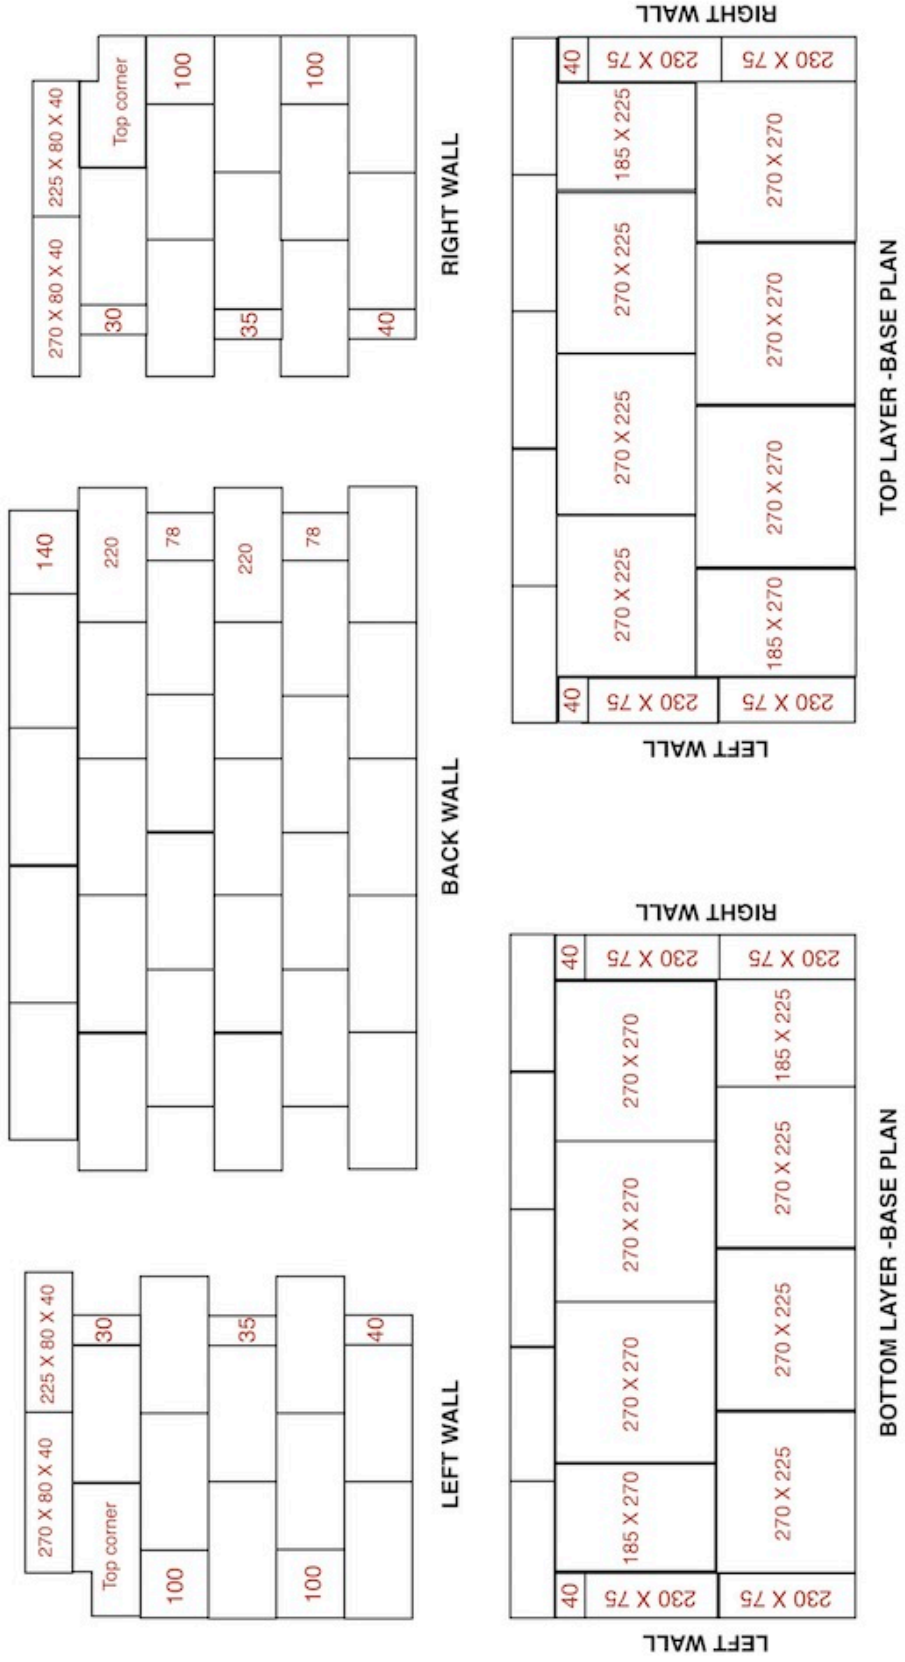 270 X 80 X 40
225 X 80 X 40
Top corner
30
100
35
100
40
LEFT WALL
140
220
78
220
78
BACK WALL
270 X 80 X 40
225 X 80 X 40
30
Top corner
100
35
100
40
RIGHT WALL
LEFT WALL
40
230 X 75
230 X 75
185 X 270
270 X 270
270 X 270
270 X 270
270 X 225
270 X 225
270 X 225
185 X 225
40
230 X 75
230 X 75
RIGHT WALL
BOTTOM LAYER -BASE PLAN
LEFT WALL
40
230 X 75
230 X 75
270 X 225
270 X 225
270 X 225
185 X 225
185 X 270
270 X 270
270 X 270
270 X 270
40
230 X 75
230 X 75
RIGHT WALL
TOP LAYER -BASE PLAN